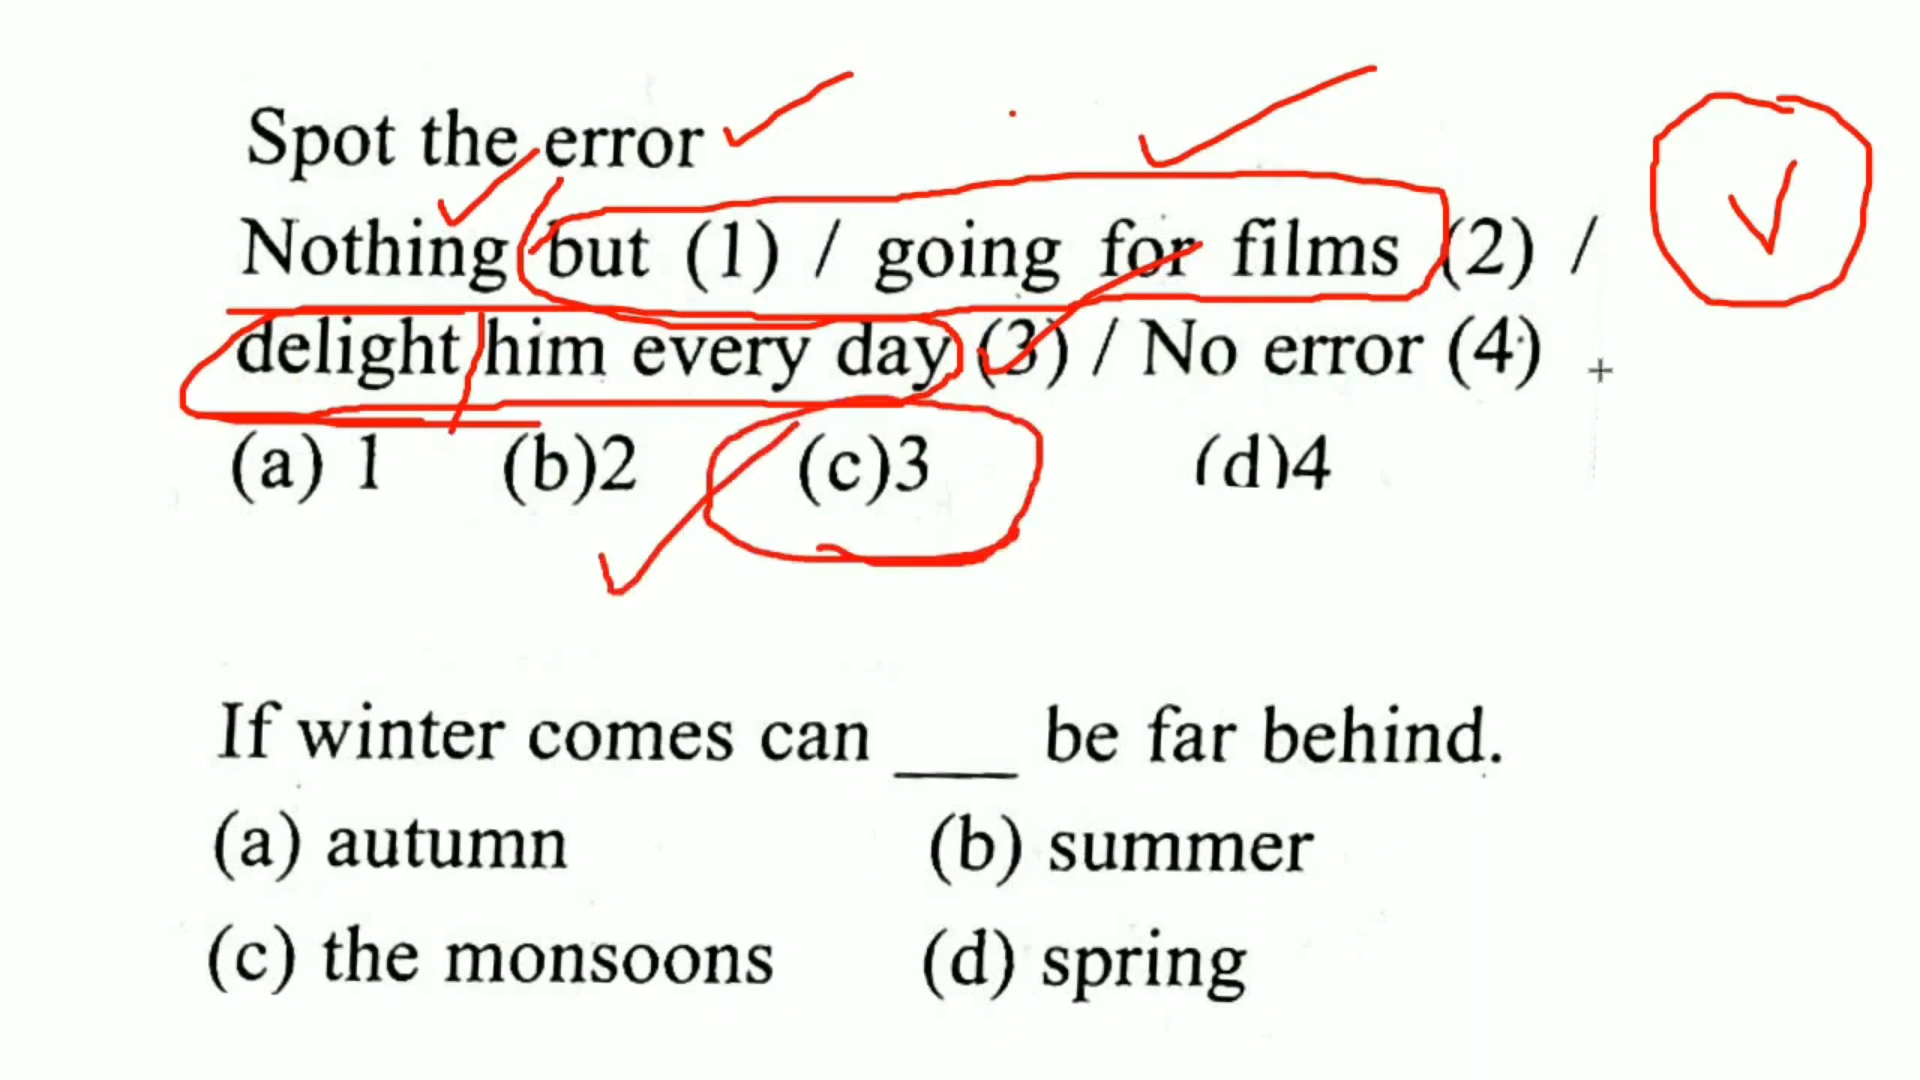 Spot the error
Nothing but (1) / going for films (2) /
delight him every day (3) / No error (4)
(a) 1 (b)2 (c)3 (d)4
If winter comes can ___ be far behind.
(a) autumn (b) summer
(c) the monsoons (d) spring